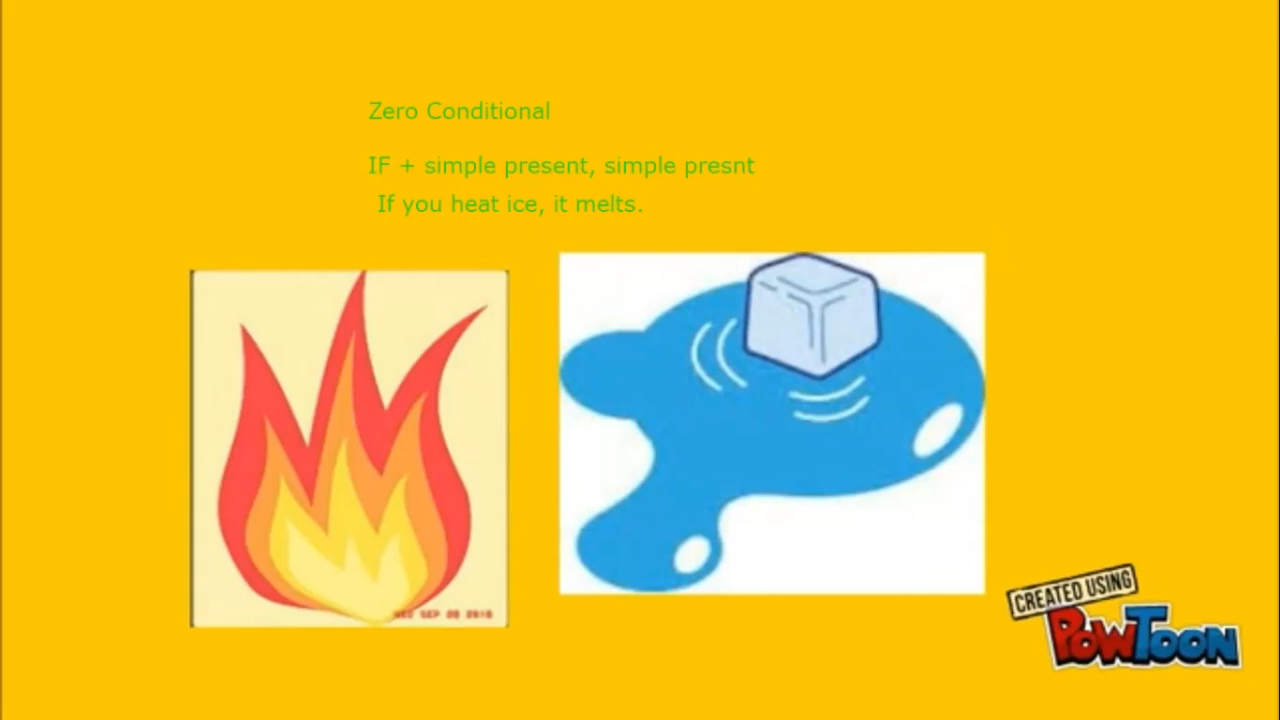 Zero Conditional
IF + simple present, simple presnt
If you heat ice, it melts.
CREATED USING
POWTOON